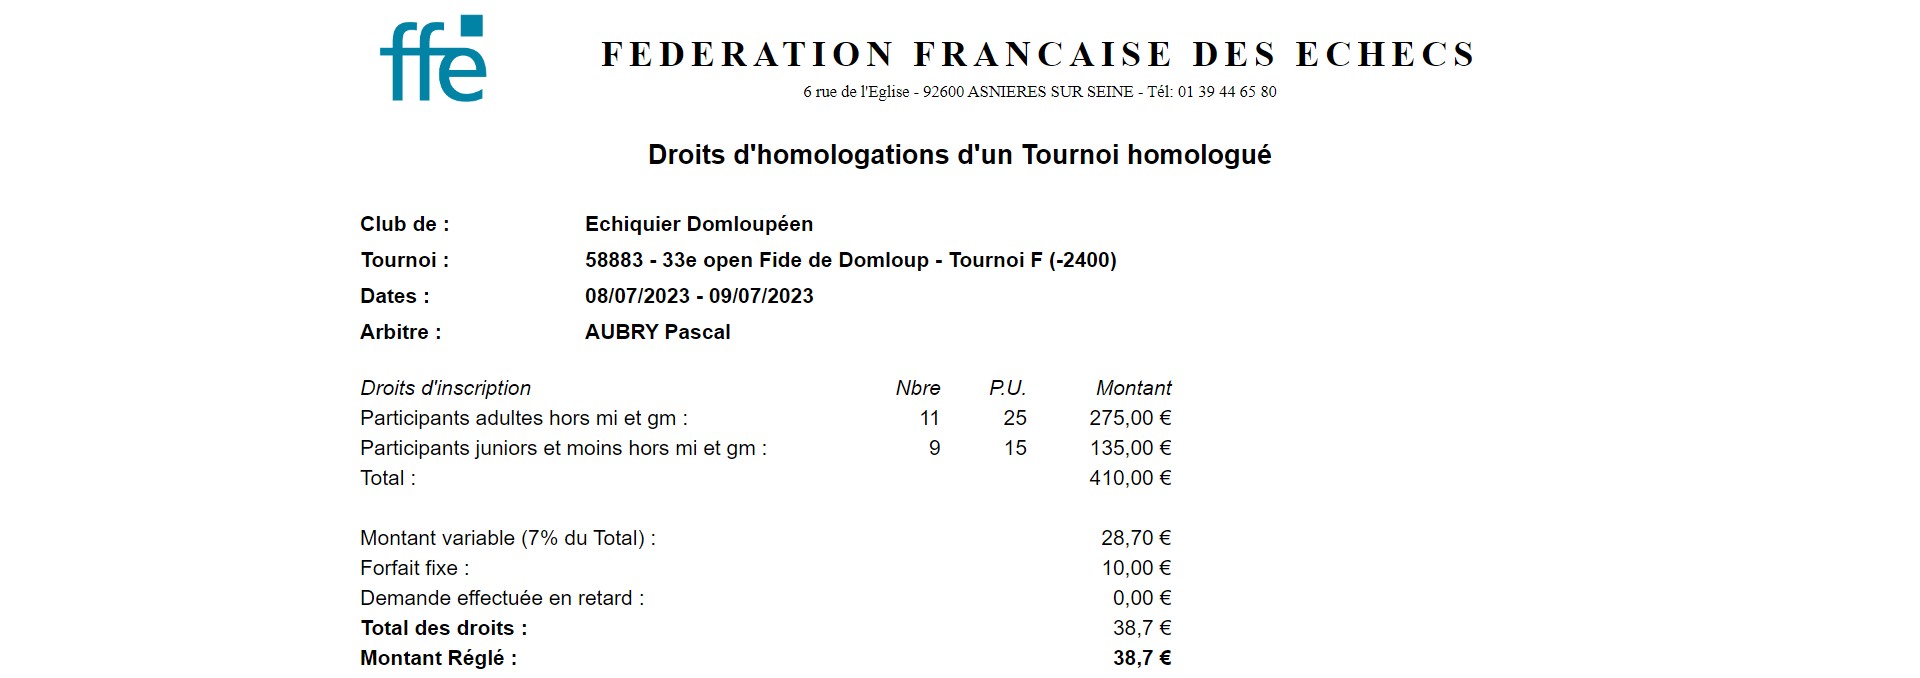 ffe
FEDERATION FRANCAISE DES ECHECS
6 rue de l'Eglise - 92600 ASNIERES SUR SEINE - Tél: 01 39 44 65 80
Droits d'homologations d'un Tournoi homologué
Club de : Echiquier Domloupéen
Tournoi : 58883 - 33e open Fide de Domloup - Tournoi F (-2400)
Dates : 08/07/2023 - 09/07/2023
Arbitre : AUBRY Pascal
Droits d'inscription Nbre P.U. Montant
Participants adultes hors mi et gm : 11 25 275,00 €
Participants juniors et moins hors mi et gm : 9 15 135,00 €
Total : 410,00 €
Montant variable (7% du Total) : 28,70 €
Forfait fixe : 10,00 €
Demande effectuée en retard : 0,00 €
Total des droits : 38,7 €
Montant Réglé : 38,7 €